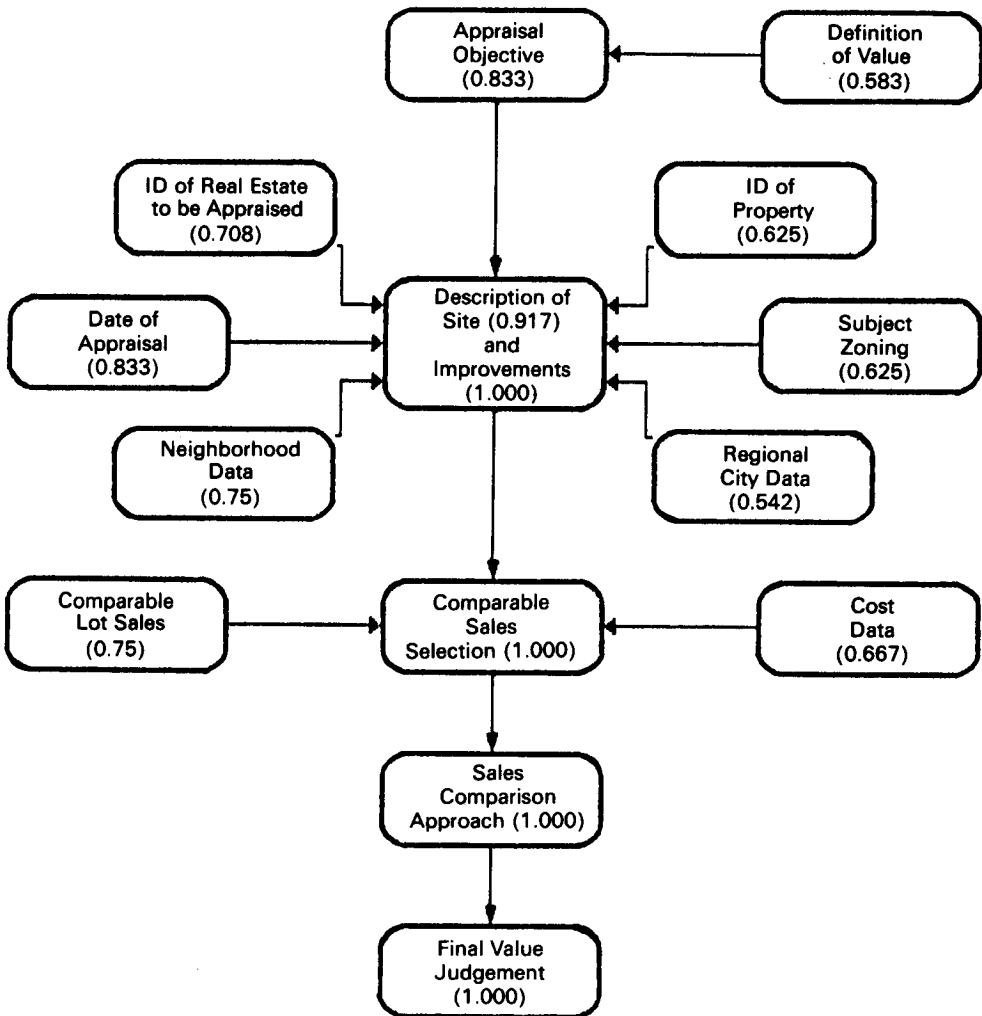 Appraisal
Objective
(0.833)
Definition
of Value
(0.583)
ID of Real Estate
to be Appraised
(0.708)
ID of
Property
(0.625)
Date of
Appraisal
(0.833)
Description of
Site (0.917)
and
Improvements
(1.000)
Subject
Zoning
(0.625)
Neighborhood
Data
(0.75)
Regional
City Data
(0.542)
Comparable
Lot Sales
(0.75)
Comparable
Sales
Selection (1.000)
Cost
Data
(0.667)
Sales
Comparison
Approach (1.000)
Final Value
Judgement
(1.000)